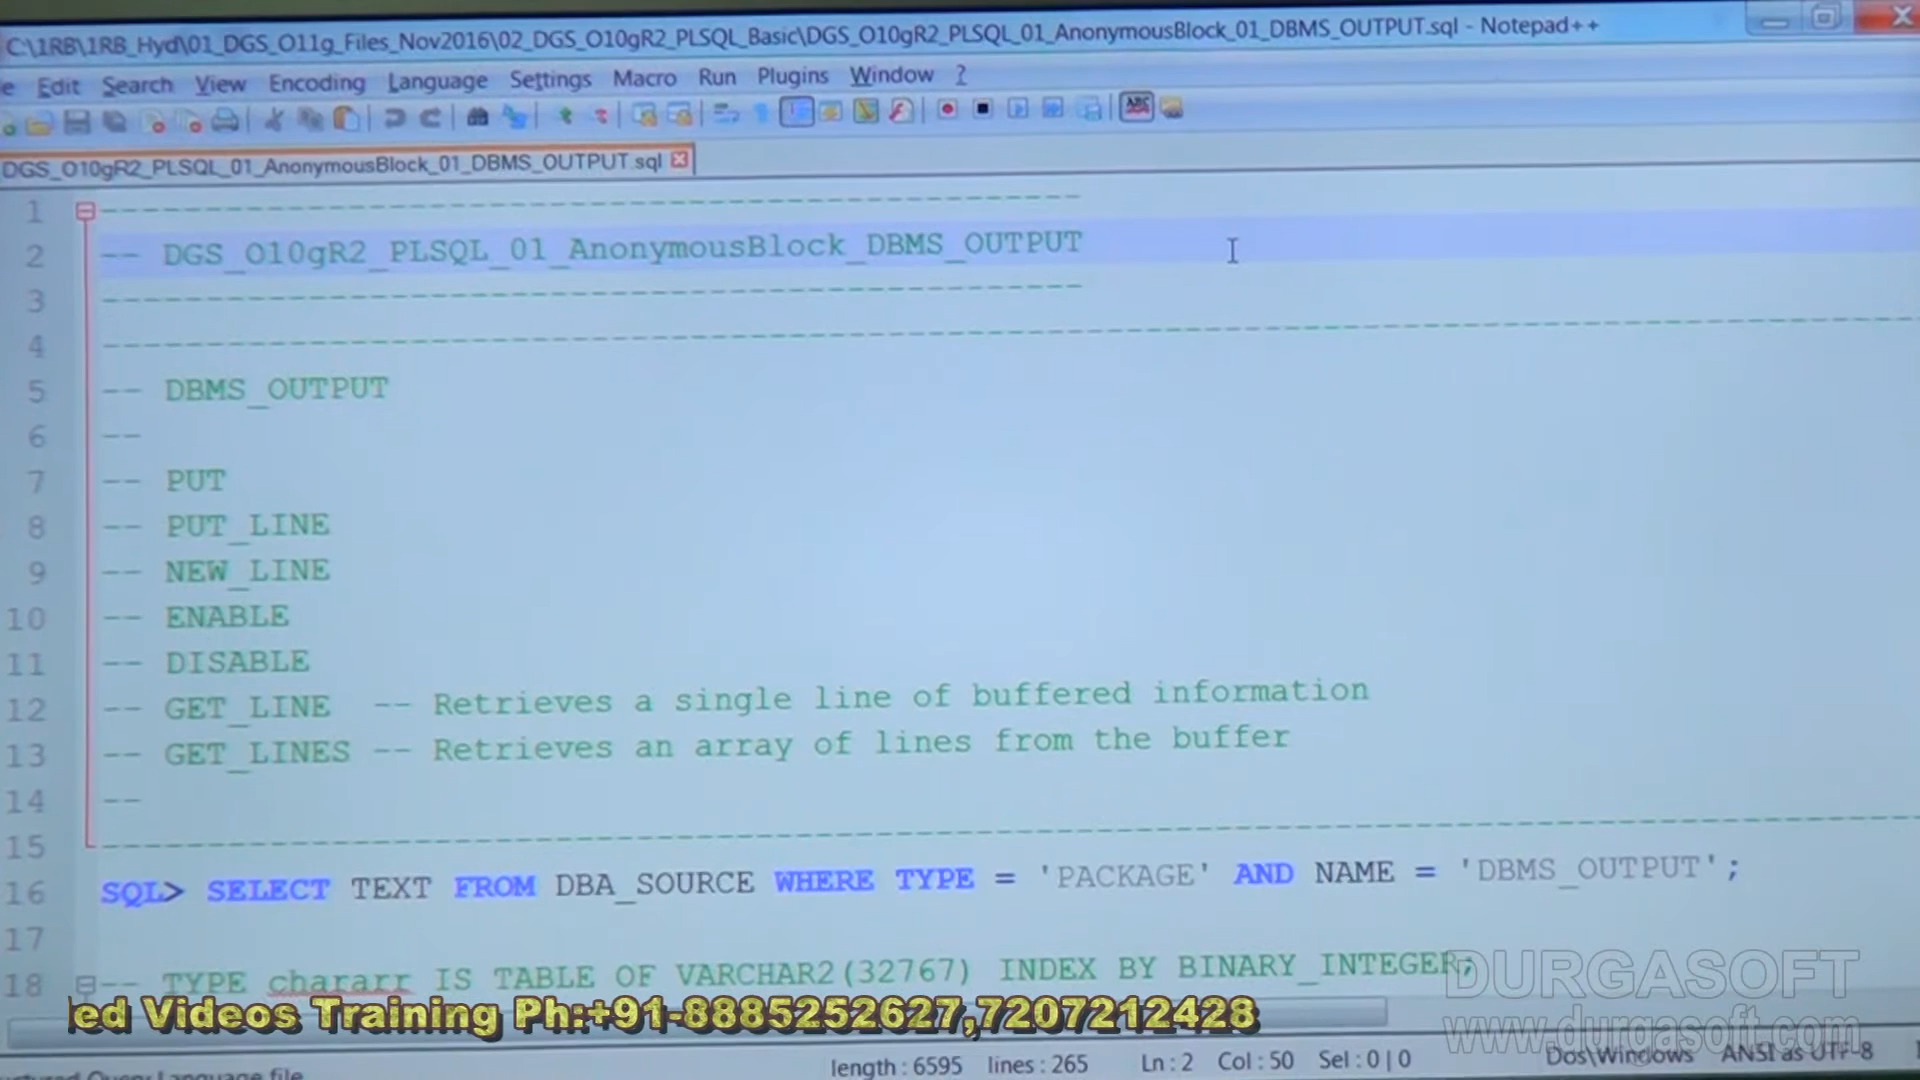 C:\1RB\1RB_Hyd\01_DGS_O11g_Files_Nov2016\02_DGS_O10gR2_PLSQL_Basic\DGS_O10gR2_PLSQL_01_AnonymousBlock_01_DBMS_OUTPUT.sql - Notepad++
e Edit Search View Encoding Language Settings Macro Run Plugins Window ?
ABC
DGS_O10gR2_PLSQL_01_AnonymousBlock_01_DBMS_OUTPUT.sql
1 ------------------------------------------------
2 -- DGS_O10gR2_PLSQL_01_AnonymousBlock_DBMS_OUTPUT
3 ------------------------------------------------
4 ------------------------------------------------------------------------------------------
5 -- DBMS_OUTPUT
6 --
7 -- PUT
8 -- PUT_LINE
9 -- NEW_LINE
10 -- ENABLE
11 -- DISABLE
12 -- GET_LINE -- Retrieves a single line of buffered information
13 -- GET_LINES -- Retrieves an array of lines from the buffer
14 --
15 ------------------------------------------------------------------------------------------
16 SQL> SELECT TEXT FROM DBA_SOURCE WHERE TYPE = 'PACKAGE' AND NAME = 'DBMS_OUTPUT';
17
18 -- TYPE chararr IS TABLE OF VARCHAR2(32767) INDEX BY BINARY_INTEGER;
DURGASOFT
www.durgasoft.com
ed Videos Training Ph:+91-8885252627,7207212428
uctured Query Language file length : 6595 lines : 265 Ln : 2 Col : 50 Sel : 0 | 0 Dos\Windows ANSI as UTF-8